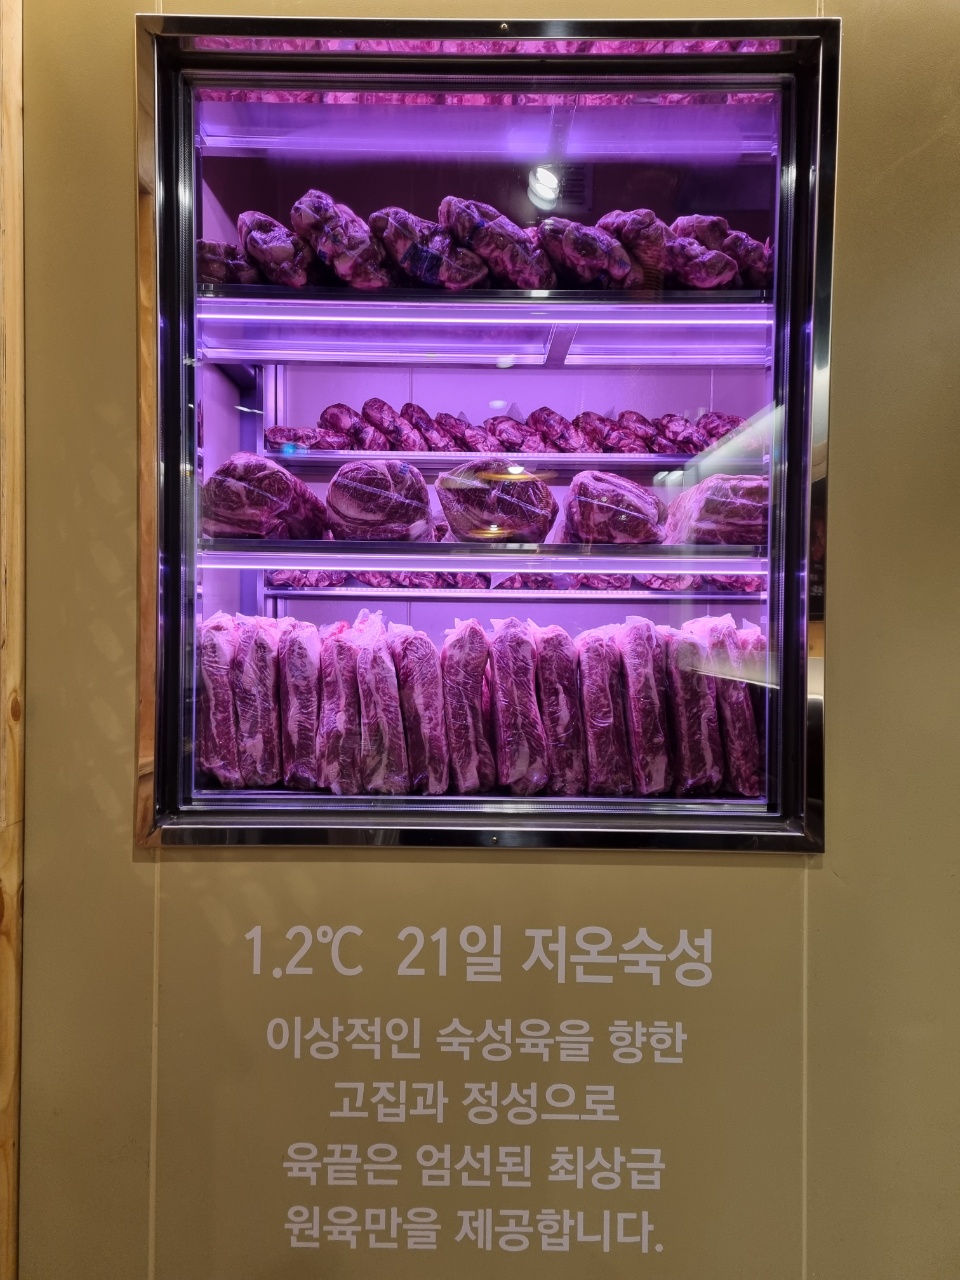 1.2℃ 21일 저온숙성
이상적인 숙성육을 향한
고집과 정성으로
육끝은 엄선된 최상급
원육만을 제공합니다.